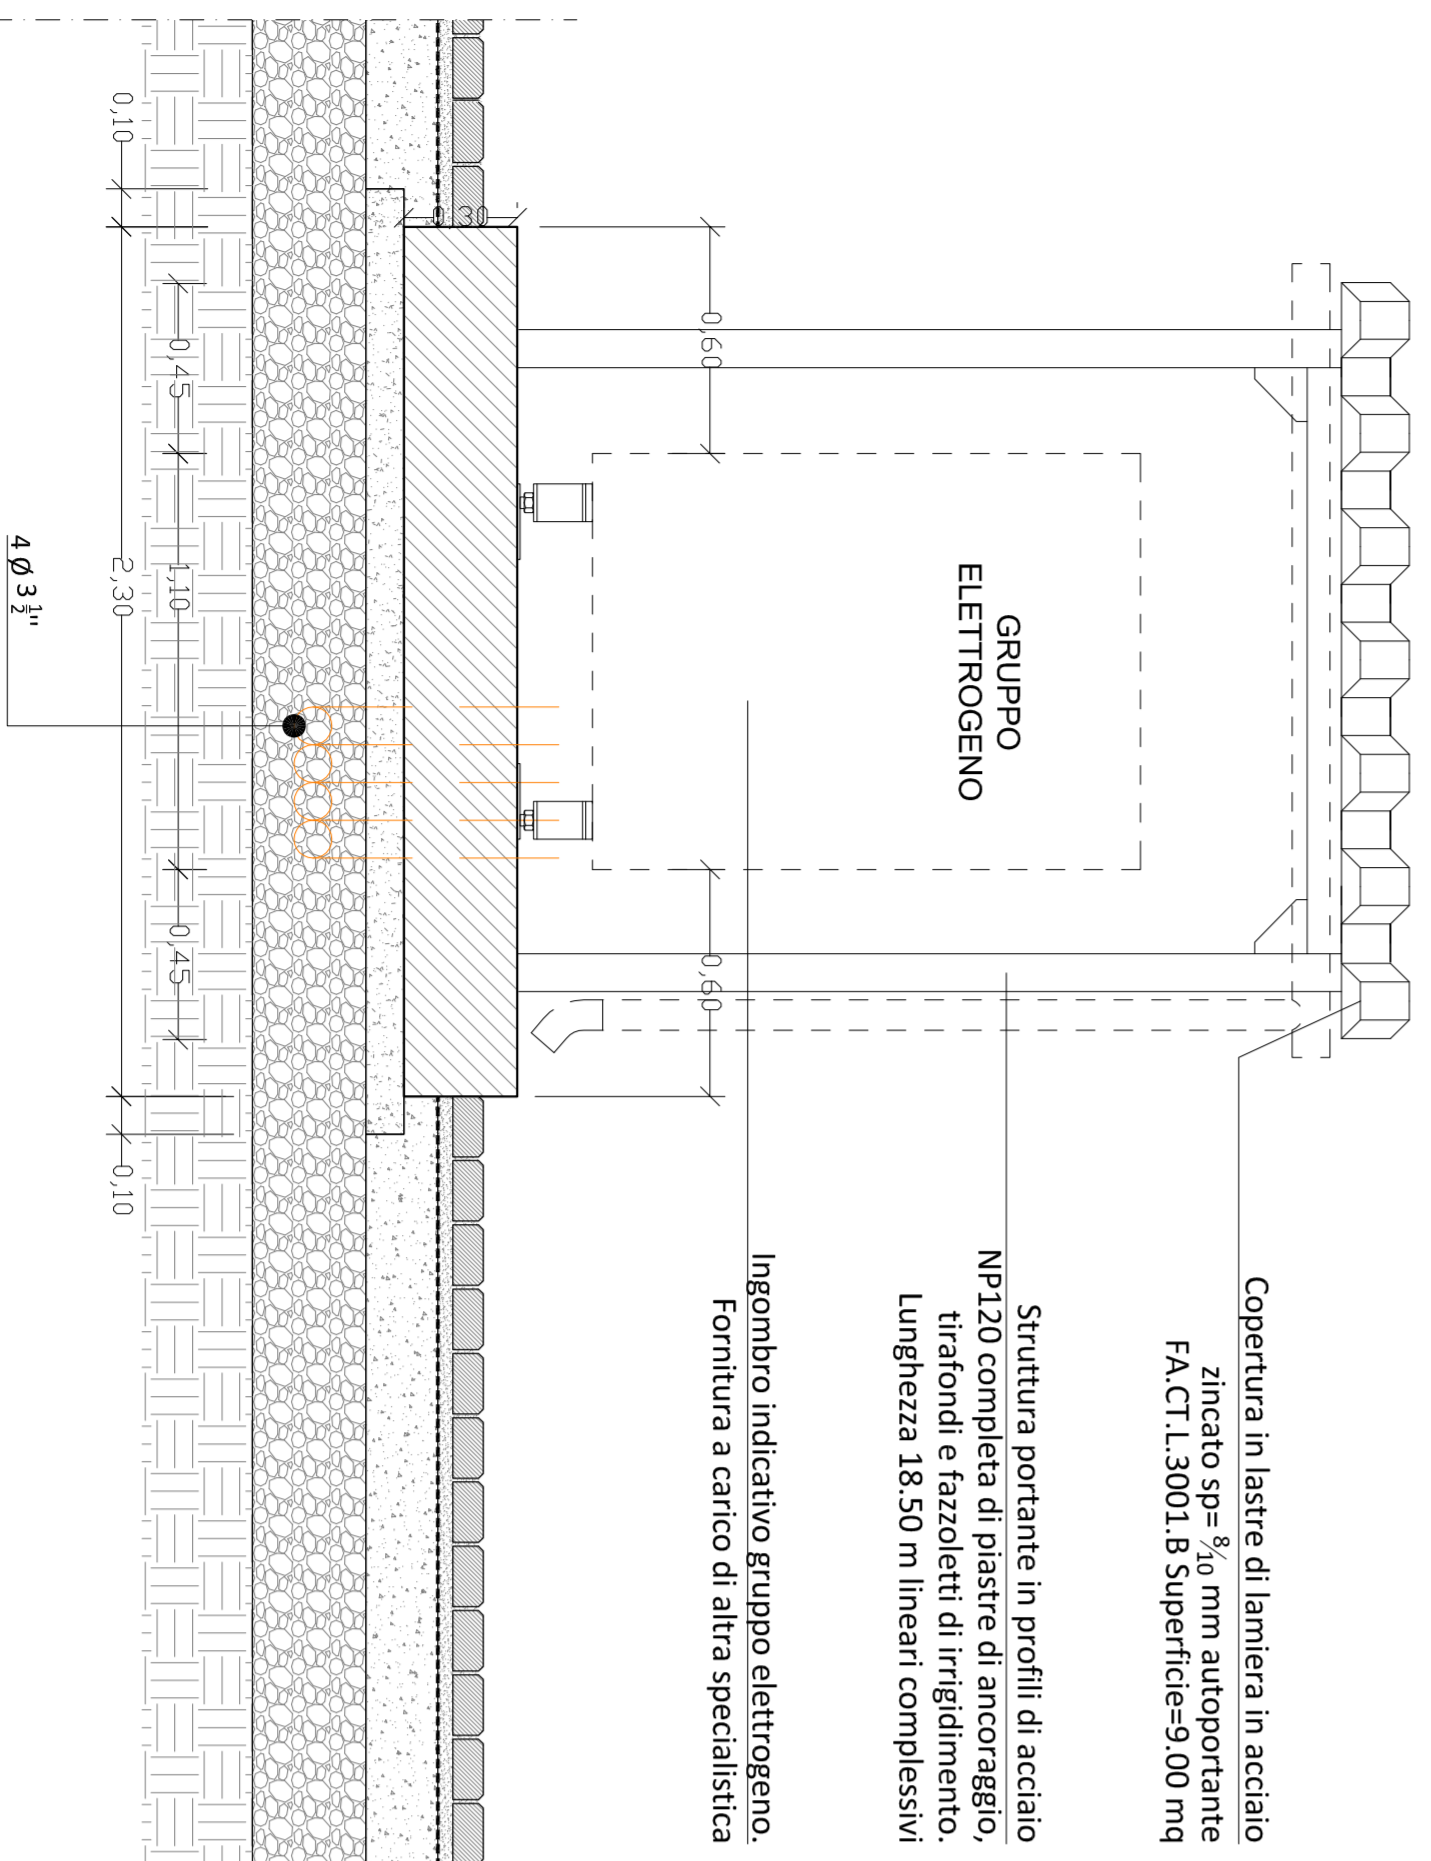 Copertura in lastre di lamiera in acciaio
zincato sp= 8/10 mm autoportante
FA.CT.L.3001.B Superficie=9.00 mq
Struttura portante in profili di acciaio
NP120 completa di piastre di ancoraggio,
tirafondi e fazzoletti di irrigidimento.
Lunghezza 18.50 m lineari complessivi
GRUPPO
ELETTROGENO
Ingombro indicativo gruppo elettrogeno.
Fornitura a carico di altra specialistica
0,60
0,60
0,30
0,45
1,10
0,45
0,10
2,30
0,10
4 Ø 3 1/2"